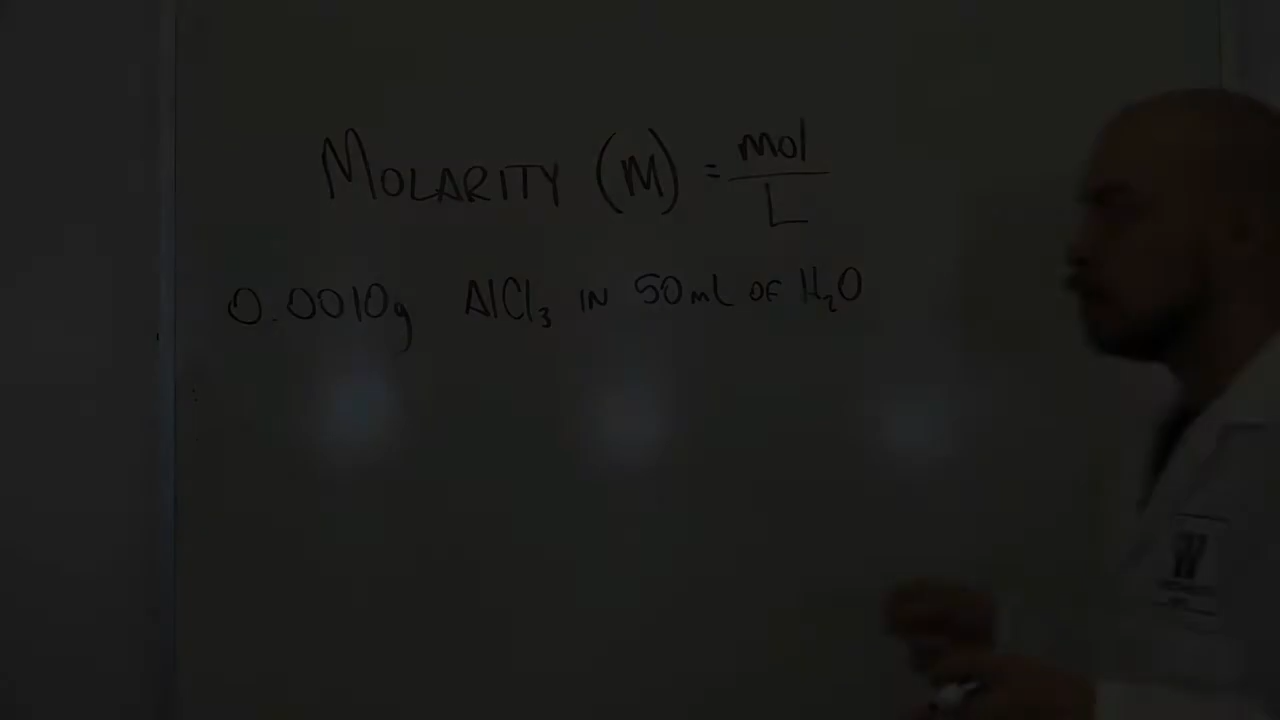 MOLARITY (M) = mol / L
0.0010g AlCl₃ IN 50mL OF H₂O
W